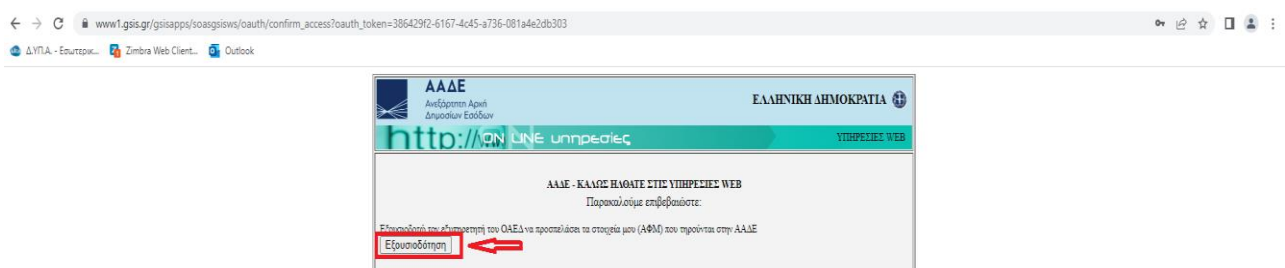 www1.gsis.gr/gsisapps/soasgsisws/oauth/confirm_access?oauth_token=386429f2-6167-4c45-a736-081a4e2db303
Δ.ΥΠ.Α. - Εσωτερικ... Zimbra Web Client... Outlook
ΑΑΔΕ
Ανεξάρτητη Αρχή
Δημοσίων Εσόδων
ΕΛΛΗΝΙΚΗ ΔΗΜΟΚΡΑΤΙΑ
http:// ON LINE υπηρεσίες
ΥΠΗΡΕΣΙΕΣ WEB
ΑΑΔΕ - ΚΑΛΩΣ ΗΛΘΑΤΕ ΣΤΙΣ ΥΠΗΡΕΣΙΕΣ WEB
Παρακαλούμε επιβεβαιώστε:
Εξουσιοδοτώ τον εξυπηρετητή του ΟΑΕΔ να προσπελάσει τα στοιχεία μου (ΑΦΜ) που τηρούνται στην ΑΑΔΕ
Εξουσιοδότηση